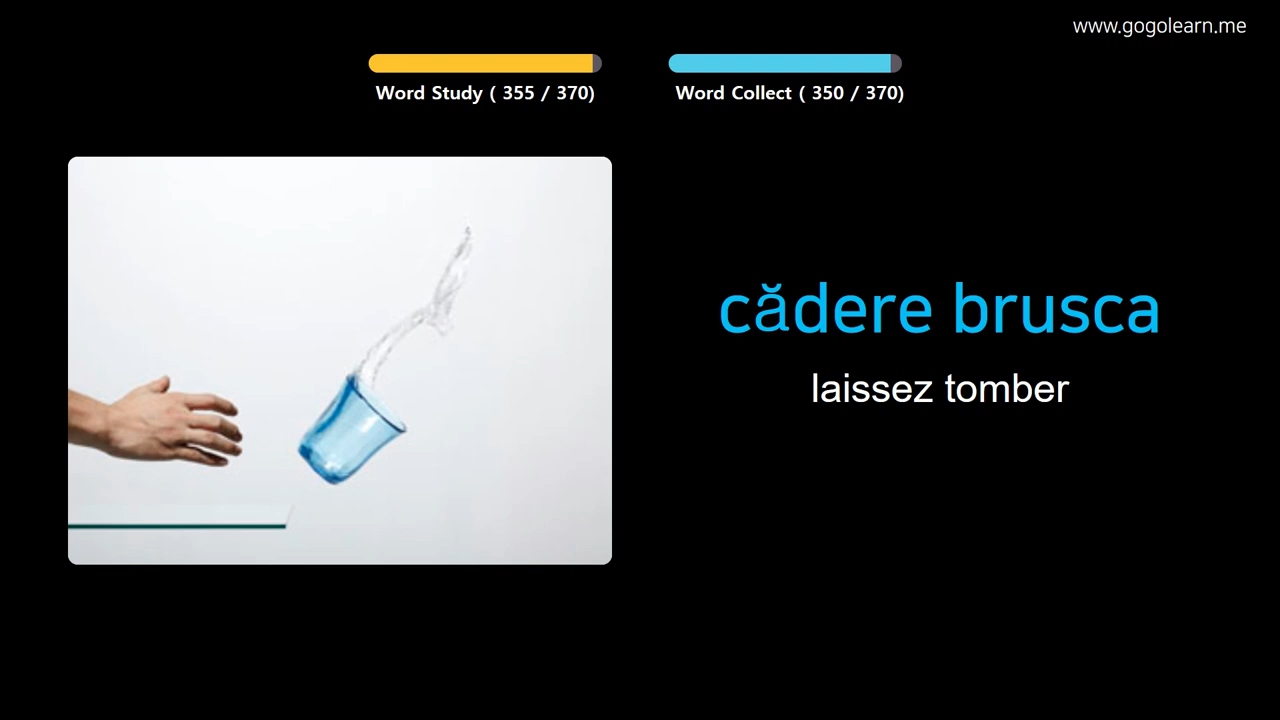 www.gogolearn.me
Word Study ( 355 / 370)
Word Collect ( 350 / 370)
cădere brusca
laissez tomber